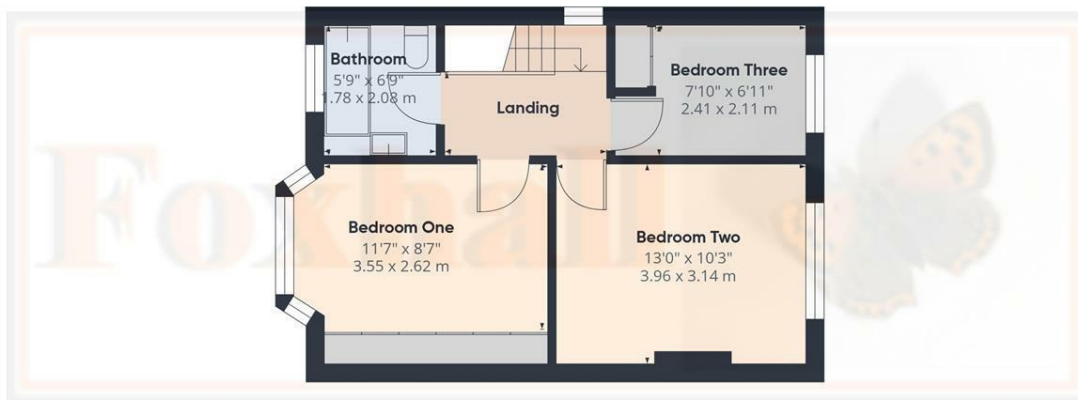 Bathroom
5'9" x 6'9"
1.78 x 2.08 m
Landing
Bedroom Three
7'10" x 6'11"
2.41 x 2.11 m
Bedroom One
11'7" x 8'7"
3.55 x 2.62 m
Bedroom Two
13'0" x 10'3"
3.96 x 3.14 m
Foxhall